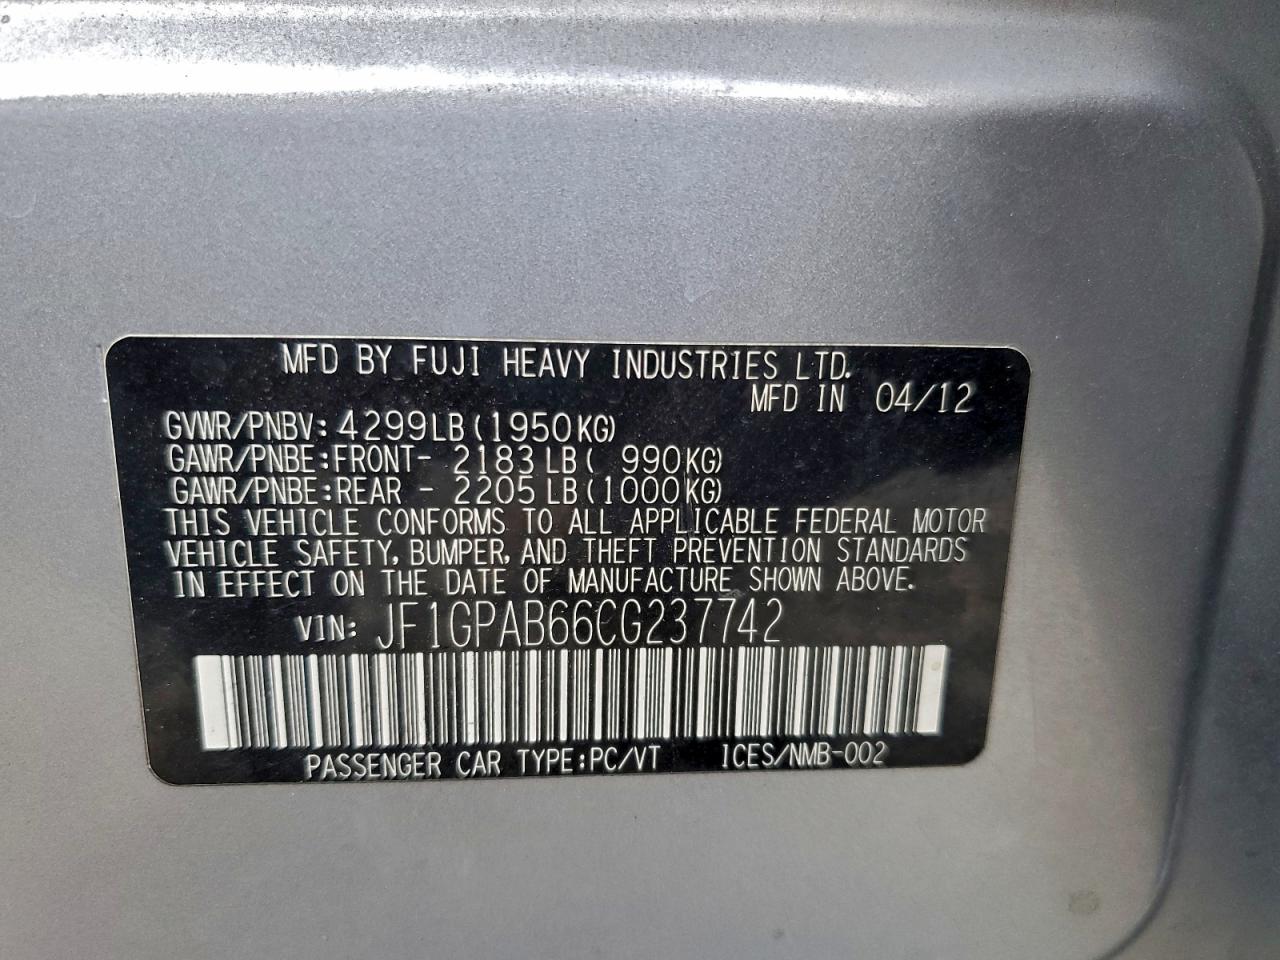 MFD BY FUJI HEAVY INDUSTRIES LTD.
MFD IN 04/12
GVWR/PNBV: 4299LB(1950KG)
GAWR/PNBE:FRONT- 2183LB( 990KG)
GAWR/PNBE:REAR - 2205LB(1000KG)
THIS VEHICLE CONFORMS TO ALL APPLICABLE FEDERAL MOTOR
VEHICLE SAFETY, BUMPER, AND THEFT PREVENTION STANDARDS
IN EFFECT ON THE DATE OF MANUFACTURE SHOWN ABOVE.
VIN: JF1GPAB66CG237742
PASSENGER CAR TYPE:PC/VT ICES/NMB-002